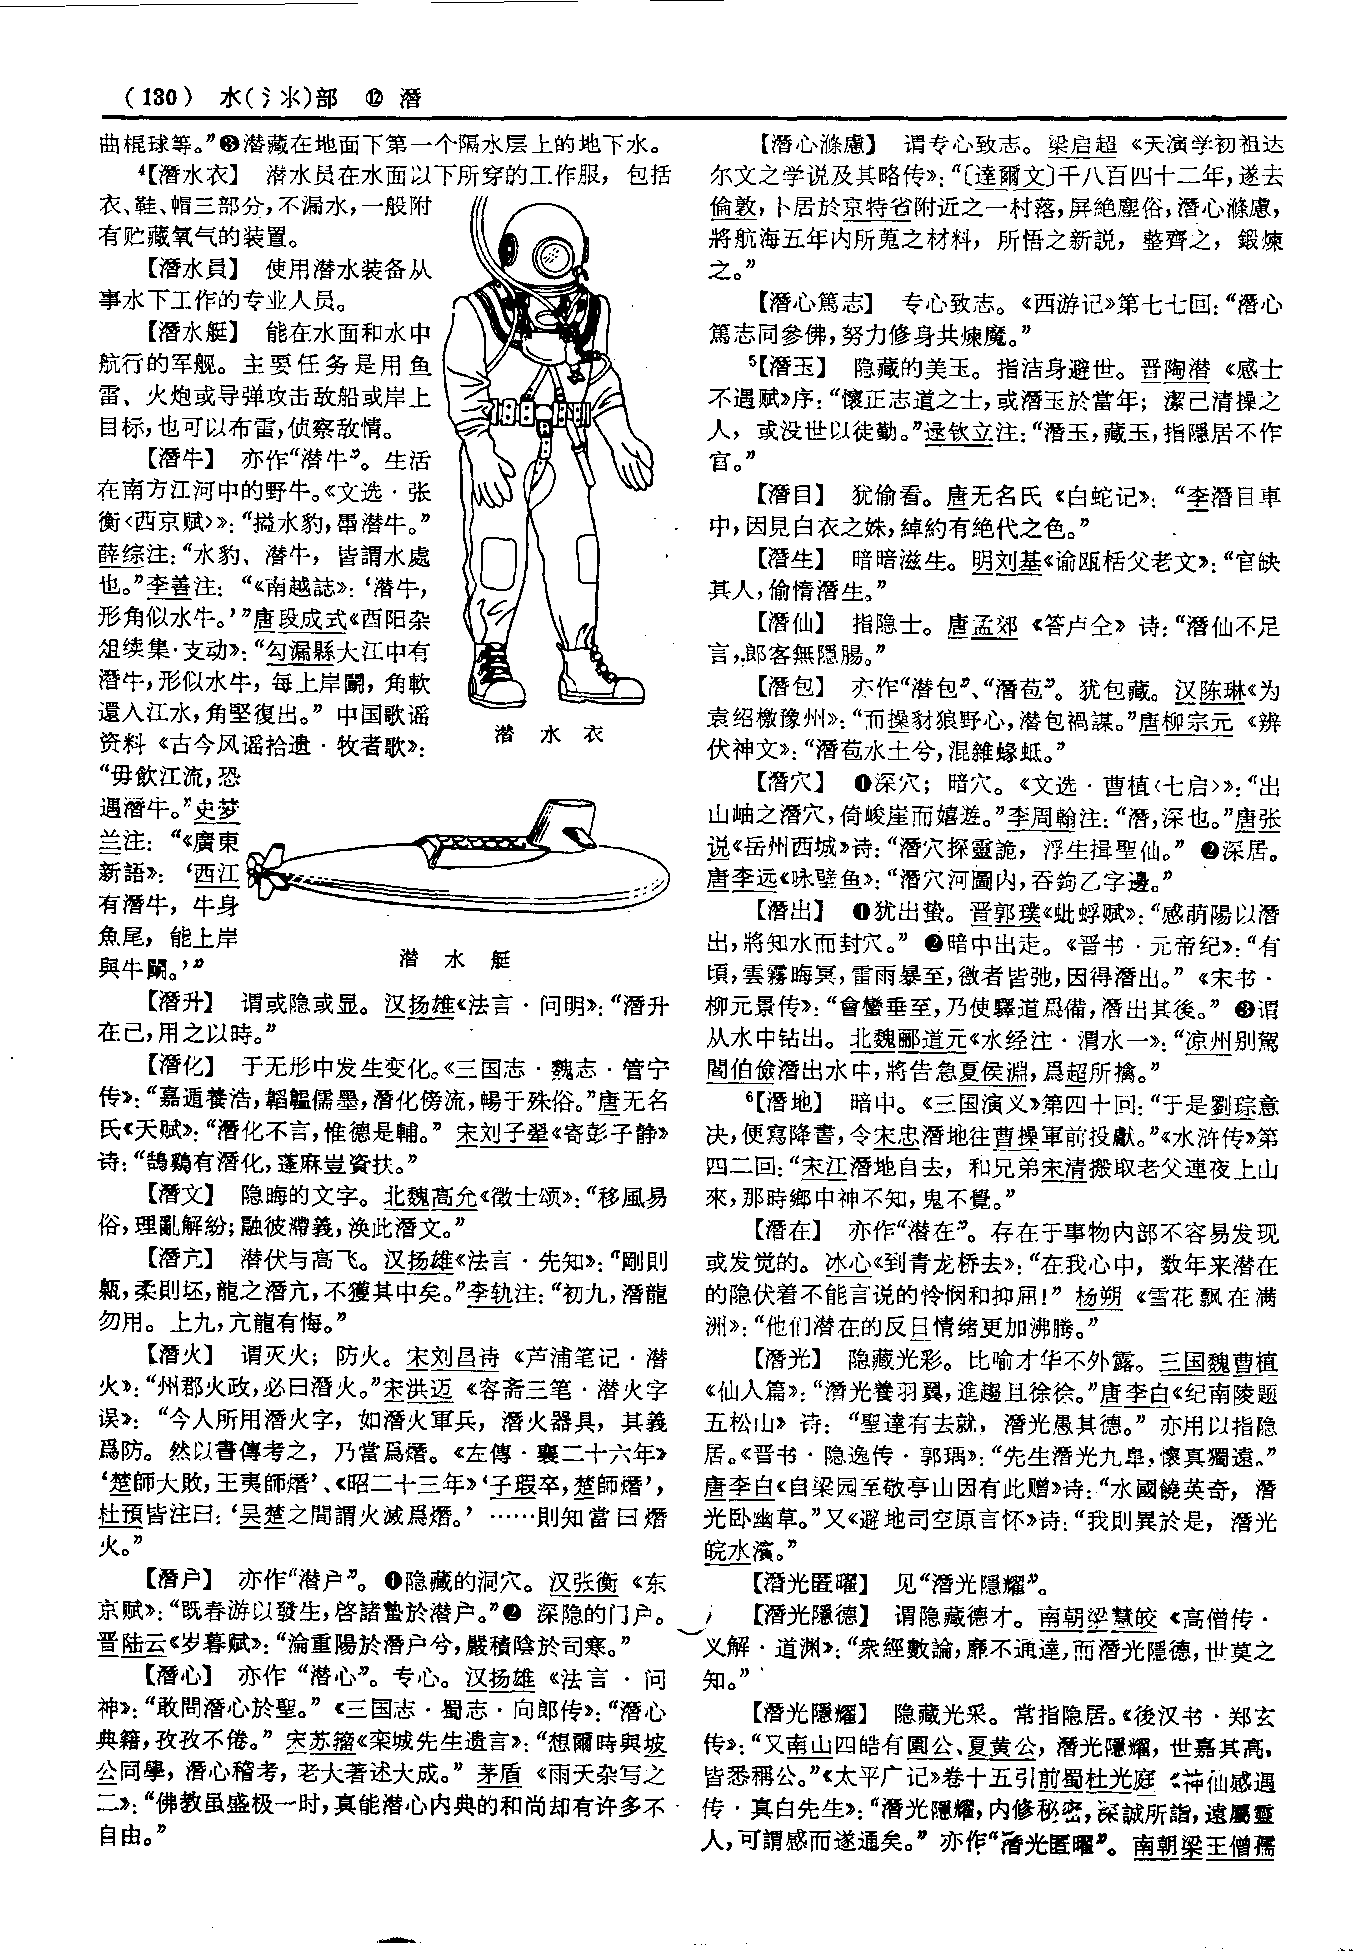 （130） 水（氵氺）部 ⑫ 潛
曲棍球等。”❸潜藏在地面下第一个隔水层上的地下水。
⁴【潛水衣】 潜水员在水面以下所穿的工作服，包括
衣、鞋、帽三部分，不漏水，一般附
有贮藏氧气的装置。
【潛水員】 使用潜水装备从
事水下工作的专业人员。
【潛水艇】 能在水面和水中
航行的军舰。主要任务是用鱼
雷、火炮或导弹攻击敌船或岸上
目标，也可以布雷，侦察敌情。
【潛牛】 亦作“潜牛”。生活
在南方江河中的野牛。《文选·张
衡〈西京赋〉》：“搤水豹，馽潜牛。”
薛综注：“水豹、潜牛，皆謂水處
也。”李善注：“《南越誌》：‘潜牛，
形角似水牛。’”唐段成式《酉阳杂
俎续集·支动》：“勾漏縣大江中有
潛牛，形似水牛，每上岸鬭，角軟
還入江水，角堅復出。”中国歌谣
资料《古今风谣拾遗·牧者歌》：
“毋飲江流，恐
遇潛牛。”史梦
兰注：“《廣東
新語》：‘西江
有潛牛，牛身
魚尾，能上岸
與牛鬭。’”
潜水衣
潜水艇
【潛升】 谓或隐或显。汉扬雄《法言·问明》：“潛升
在己，用之以時。”
【潛化】 于无形中发生变化。《三国志·魏志·管宁
传》：“嘉遁養浩，韜韞儒墨，潛化傍流，暢于殊俗。”唐无名
氏《天赋》：“潛化不言，惟德是輔。”宋刘子翚《寄彭子静》
诗：“鵠鷄有潛化，蓬麻豈資扶。”
【潛文】 隐晦的文字。北魏高允《徵士颂》：“移風易
俗，理亂解紛；融彼滯義，涣此潛文。”
【潛亢】 潜伏与高飞。汉扬雄《法言·先知》：“剛則
甈，柔則坯，龍之潛亢，不獲其中矣。”李轨注：“初九，潛龍
勿用。上九，亢龍有悔。”
【潛火】 谓灭火；防火。宋刘昌诗《芦浦笔记·潜
火》：“州郡火政，必曰潛火。”宋洪迈《容斋三笔·潜火字
误》：“今人所用潛火字，如潛火軍兵，潛火器具，其義
爲防。然以書傳考之，乃當爲熸。《左傳·襄二十六年》
‘楚師大敗，王夷師熸’、《昭二十三年》‘子瑕卒，楚師熸’，
杜預皆注曰：‘吴楚之間謂火滅爲熸。’……則知當曰熸
火。”
【潛户】 亦作“潜户”。❶隐藏的洞穴。汉张衡《东
京赋》：“既春游以發生，啓諸蟄於潜户。”❷深隐的门户。
晋陆云《岁暮赋》：“淪重陽於潛户兮，嚴積陰於司寒。”
【潛心】 亦作“潜心”。专心。汉扬雄《法言·问
神》：“敢問潛心於聖。”《三国志·蜀志·向郎传》：“潛心
典籍，孜孜不倦。”宋苏籀《栾城先生遗言》：“想爾時與坡
公同學，潛心稽考，老大著述大成。”茅盾《雨天杂写之
二》：“佛教虽盛极一时，真能潜心内典的和尚却有许多不
自由。”
【潛心滌慮】 谓专心致志。梁启超《天演学初祖达
尔文之学说及其略传》：“〔達爾文〕千八百四十二年，遂去
倫敦，卜居於京特省附近之一村落，屏絶塵俗，潛心滌慮，
將航海五年内所蒐之材料，所悟之新説，整齊之，鍛煉
之。”
【潛心篤志】 专心致志。《西游记》第七七回：“潛心
篤志同參佛，努力修身共煉魔。”
⁵【潛玉】 隐藏的美玉。指洁身避世。晋陶潜《感士
不遇赋》序：“懷正志道之士，或潛玉於當年；潔己清操之
人，或没世以徒勤。”逯钦立注：“潛玉，藏玉，指隱居不作
官。”
【潛目】 犹偷看。唐无名氏《白蛇记》：“李潛目車
中，因見白衣之姝，綽約有絶代之色。”
【潛生】 暗暗滋生。明刘基《谕瓯栝父老文》：“官缺
其人，偷惰潛生。”
【潛仙】 指隐士。唐孟郊《答卢仝》诗：“潛仙不足
言，郎客無隱腸。”
【潛包】 亦作“潜包”、“潛苞”。犹包藏。汉陈琳《为
袁绍檄豫州》：“而操豺狼野心，潜包禍謀。”唐柳宗元《辨
伏神文》：“潛苞水土兮，混雜蝝蚳。”
【潛穴】 ❶深穴；暗穴。《文选·曹植〈七启〉》：“出
山岫之潛穴，倚峻崖而嬉遊。”李周翰注：“潛，深也。”唐张
说《岳州西城》诗：“潛穴探靈詭，浮生揖聖仙。”❷深居。
唐李远《咏壁鱼》：“潛穴河圖内，吞鈎乙字邊。”
【潛出】 ❶犹出蛰。晋郭璞《蚍蜉赋》：“感萌陽以潛
出，將知水而封穴。”❷暗中出走。《晋书·元帝纪》：“有
頃，雲霧晦冥，雷雨暴至，徼者皆弛，因得潛出。”《宋书·
柳元景传》：“會蠻垂至，乃使驛道爲備，潛出其後。”❸谓
从水中钻出。北魏郦道元《水经注·渭水一》：“凉州别駕
閻伯儉潛出水中，將告急夏侯淵，爲超所擒。”
⁶【潛地】 暗中。《三国演义》第四十回：“于是劉琮意
决，便寫降書，令宋忠潛地往曹操軍前投獻。”《水浒传》第
四二回：“宋江潛地自去，和兄弟宋清搬取老父連夜上山
來，那時鄉中神不知，鬼不覺。”
【潛在】 亦作“潜在”。存在于事物内部不容易发现
或发觉的。冰心《到青龙桥去》：“在我心中，数年来潜在
的隐伏着不能言说的怜悯和抑屈！”杨朔《雪花飘在满
洲》：“他们潜在的反日情绪更加沸腾。”
【潛光】 隐藏光彩。比喻才华不外露。三国魏曹植
《仙人篇》：“潛光養羽翼，進趨且徐徐。”唐李白《纪南陵题
五松山》诗：“聖達有去就，潛光愚其德。”亦用以指隐
居。《晋书·隐逸传·郭瑀》：“先生潛光九皋，懷真獨遠。”
唐李白《自梁园至敬亭山因有此赠》诗：“水國饒英奇，潛
光卧幽草。”又《避地司空原言怀》诗：“我則異於是，潛光
皖水濱。”
【潛光匿曜】 见“潛光隱耀”。
【潛光隱德】 谓隐藏德才。南朝梁慧皎《高僧传·
义解·道渊》：“衆經數論，靡不通達，而潛光隱德，世莫之
知。”
【潛光隱耀】 隐藏光采。常指隐居。《後汉书·郑玄
传》：“又南山四皓有園公、夏黄公，潛光隱耀，世嘉其高，
皆悉稱公。”《太平广记》卷十五引前蜀杜光庭《神仙感遇
传·真白先生》：“潛光隱耀，内修秘密，深誠所詣，遠屬靈
人，可謂感而遂通矣。”亦作“潛光匿曜”。南朝梁王僧孺